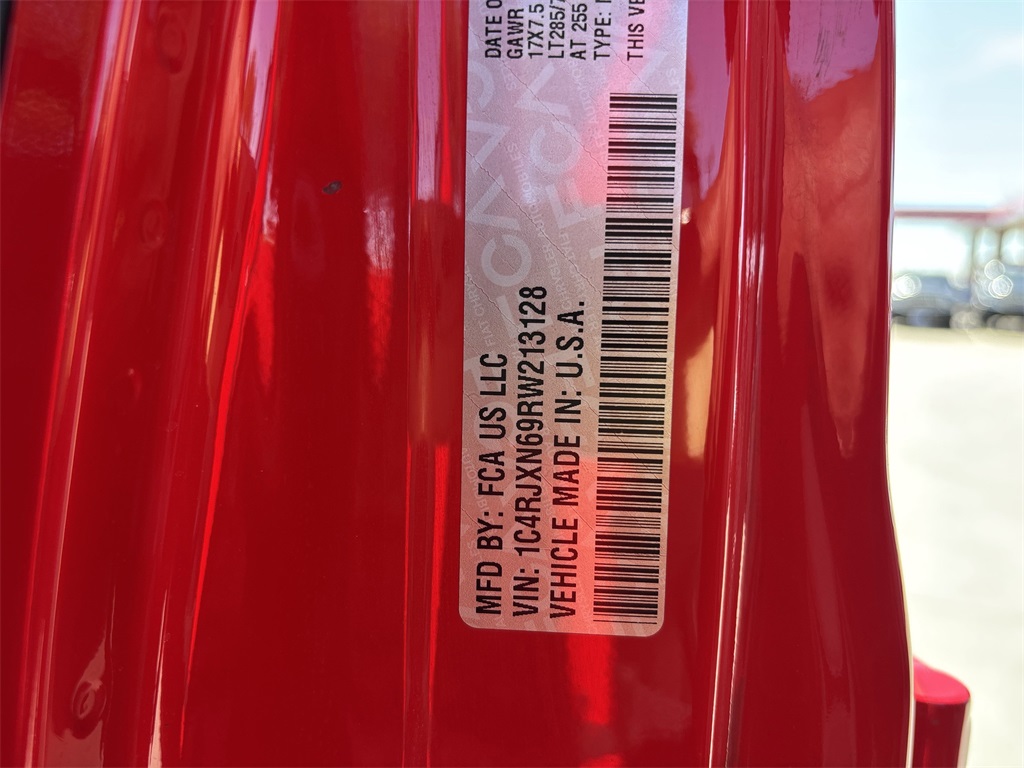 MFD BY: FCA US LLC
VIN: 1C4RJXN69RW213128
VEHICLE MADE IN: U.S.A.
DATE O
GAWR
17X7.5
LT285/7
AT 255
TYPE:
THIS VE